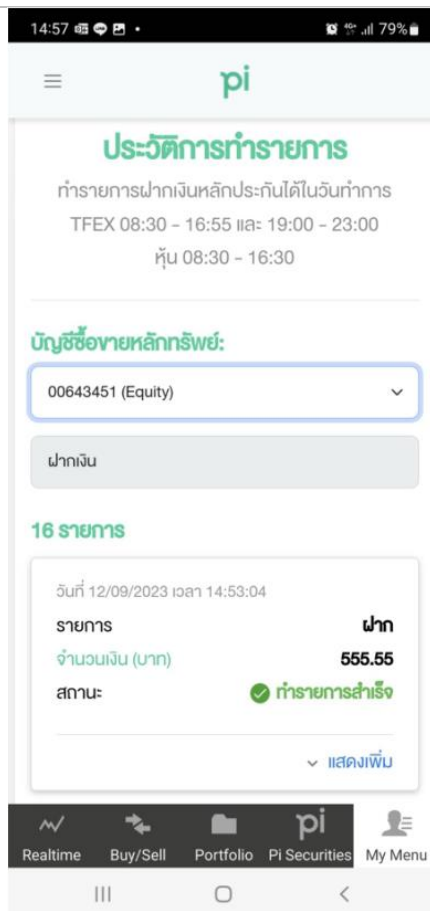 14:57 79%
pi
ประวัติการทำรายการ
ทำรายการฝากเงินหลักประกันได้ในวันทำการ
TFEX 08:30 - 16:55 และ 19:00 - 23:00
หุ้น 08:30 - 16:30
บัญชีซื้อขายหลักทรัพย์:
00643451 (Equity)
ฝากเงิน
16 รายการ
วันที่ 12/09/2023 เวลา 14:53:04
รายการ ฝาก
จำนวนเงิน (บาท) 555.55
สถานะ ทำรายการสำเร็จ
แสดงเพิ่ม
pi
Realtime Buy/Sell Portfolio Pi Securities My Menu